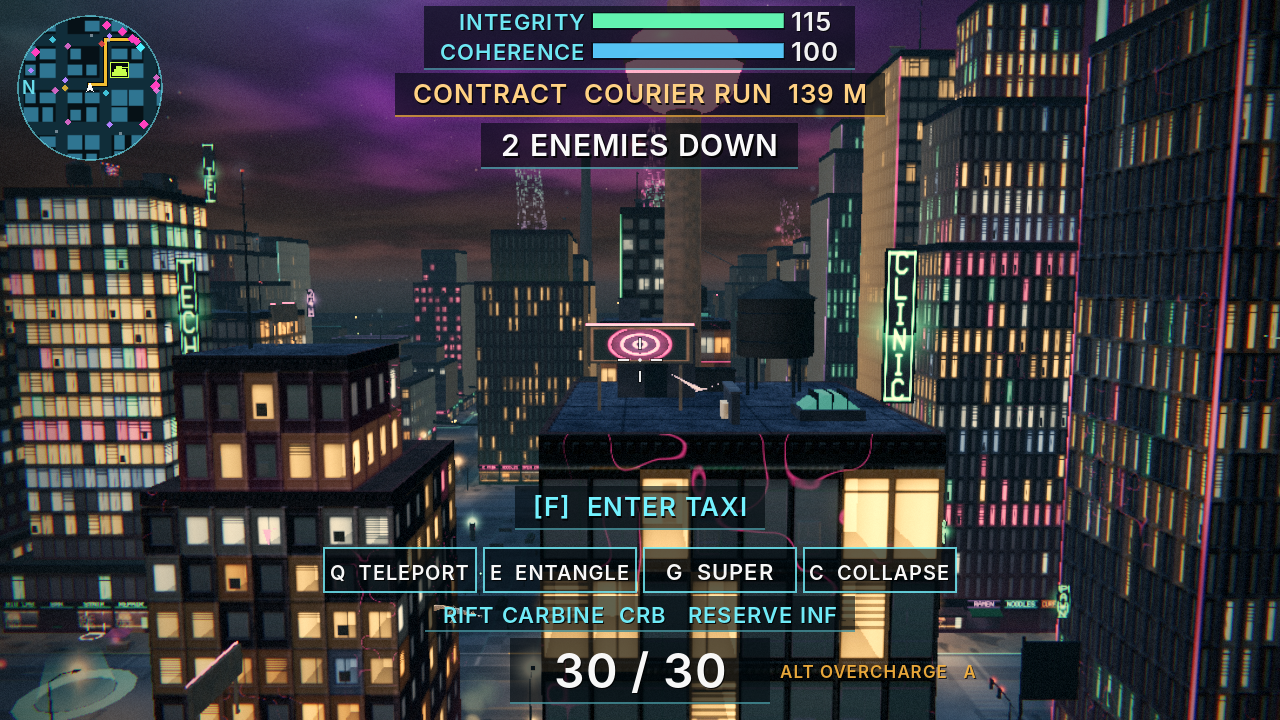 INTEGRITY 115
COHERENCE 100
CONTRACT COURIER RUN 139 M
2 ENEMIES DOWN
N
TECH
CLINIC
[F] ENTER TAXI
Q TELEPORT
E ENTANGLE
G SUPER
C COLLAPSE
RAMEN NOODLES
RIFT CARBINE CRB RESERVE INF
30 / 30
ALT OVERCHARGE A